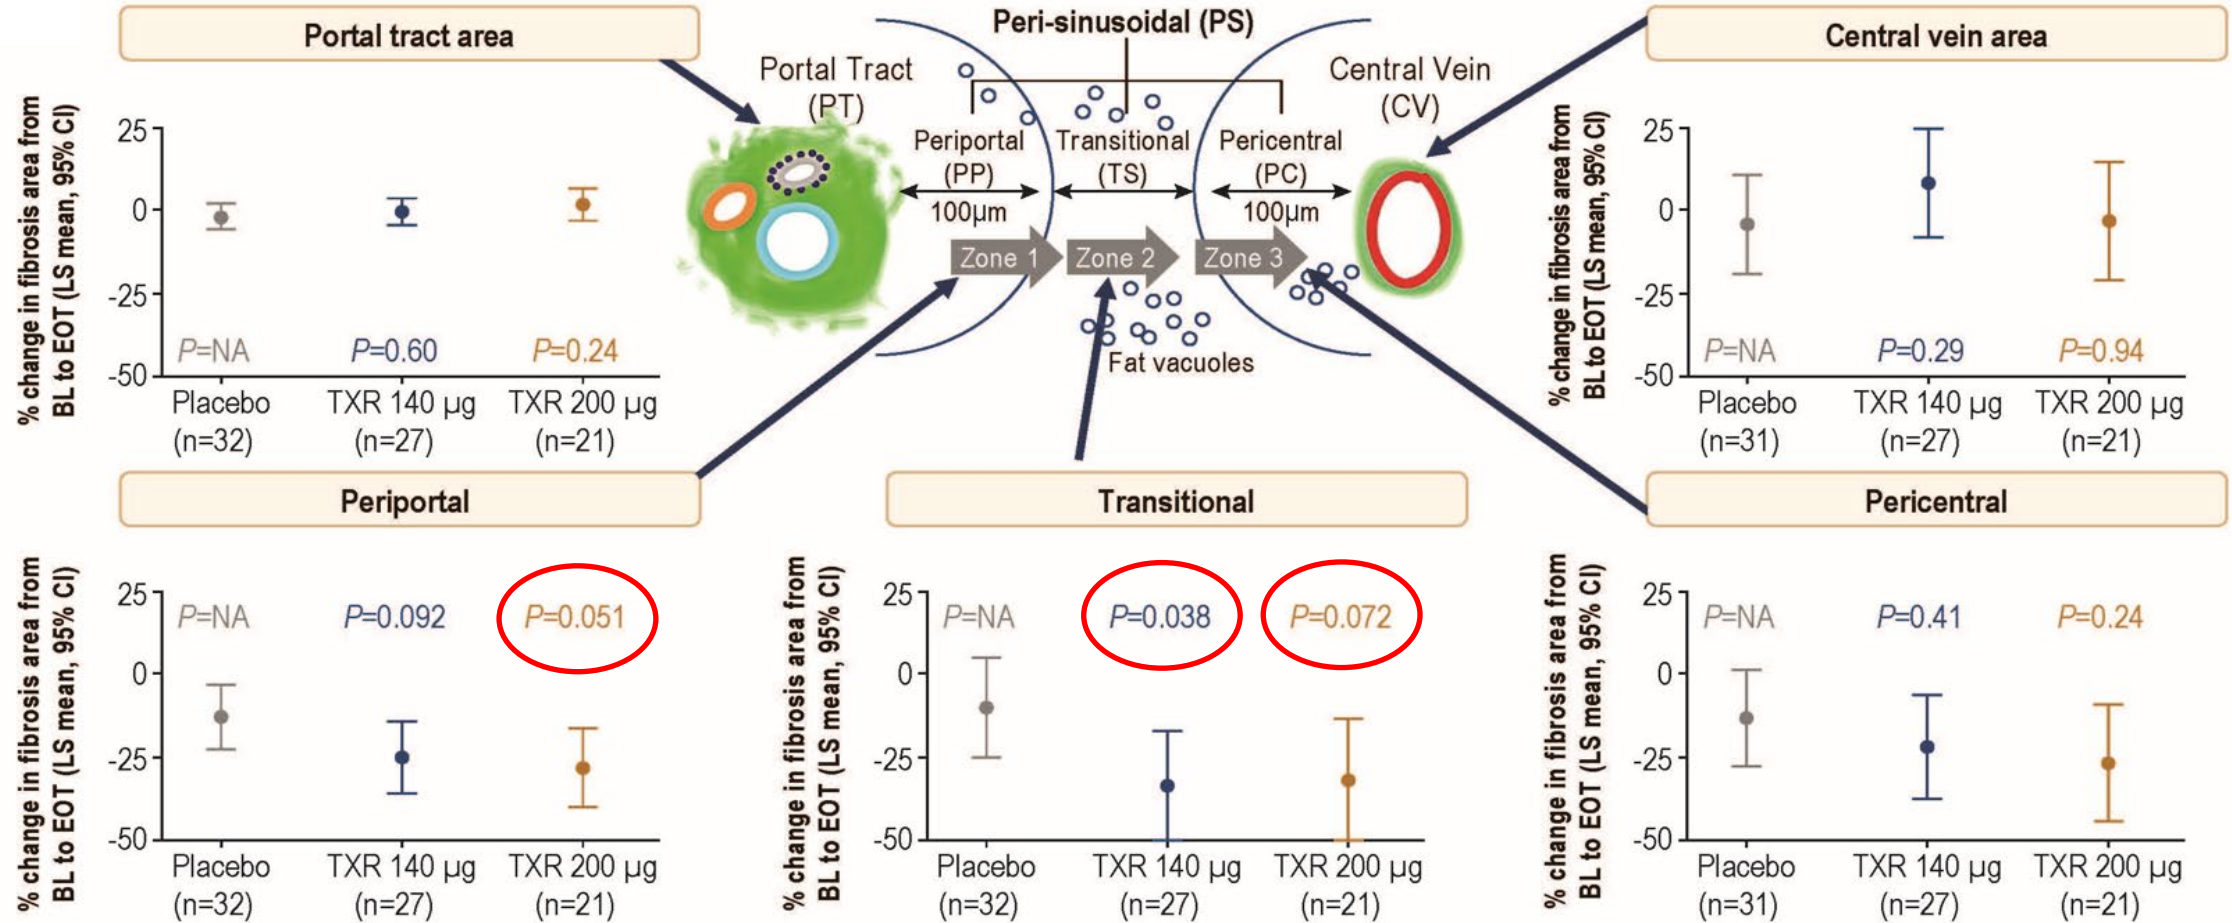 Portal tract area
% change in fibrosis area from
BL to EOT (LS mean, 95% CI)
25
0
-25
-50
P=NA
P=0.60
P=0.24
Placebo
(n=32)
TXR 140 µg
(n=27)
TXR 200 µg
(n=21)
Peri-sinusoidal (PS)
Portal Tract
(PT)
Central Vein
(CV)
Periportal
(PP)
100µm
Transitional
(TS)
Pericentral
(PC)
100µm
Zone 1
Zone 2
Zone 3
Fat vacuoles
Central vein area
% change in fibrosis area from
BL to EOT (LS mean, 95% CI)
25
0
-25
-50
P=NA
P=0.29
P=0.94
Placebo
(n=31)
TXR 140 µg
(n=27)
TXR 200 µg
(n=21)
Periportal
% change in fibrosis area from
BL to EOT (LS mean, 95% CI)
25
0
-25
-50
P=NA
P=0.092
P=0.051
Placebo
(n=32)
TXR 140 µg
(n=27)
TXR 200 µg
(n=21)
Transitional
% change in fibrosis area from
BL to EOT (LS mean, 95% CI)
25
0
-25
-50
P=NA
P=0.038
P=0.072
Placebo
(n=32)
TXR 140 µg
(n=27)
TXR 200 µg
(n=21)
Pericentral
% change in fibrosis area from
BL to EOT (LS mean, 95% CI)
25
0
-25
-50
P=NA
P=0.41
P=0.24
Placebo
(n=31)
TXR 140 µg
(n=27)
TXR 200 µg
(n=21)